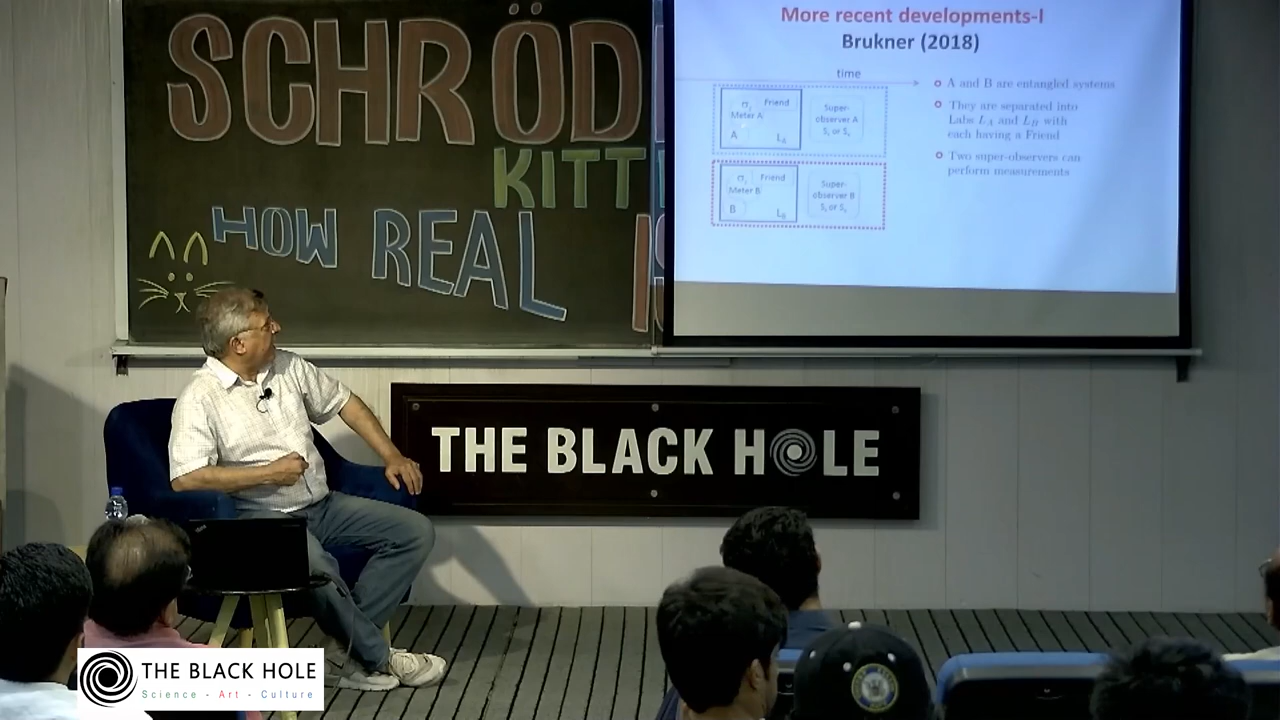 SCHRÖD
KITT
HOW REAL
More recent developments-I
Brukner (2018)
time
Friend
Meter A
A
Super-
observer A
Friend
Meter B
B
Super-
observer B
A and B are entangled systems
They are separated into
Labs L_A and L_B with
each having a Friend
Two super-observers can
perform measurements
THE BLACK HOLE
THE BLACK HOLE
Science - Art - Culture